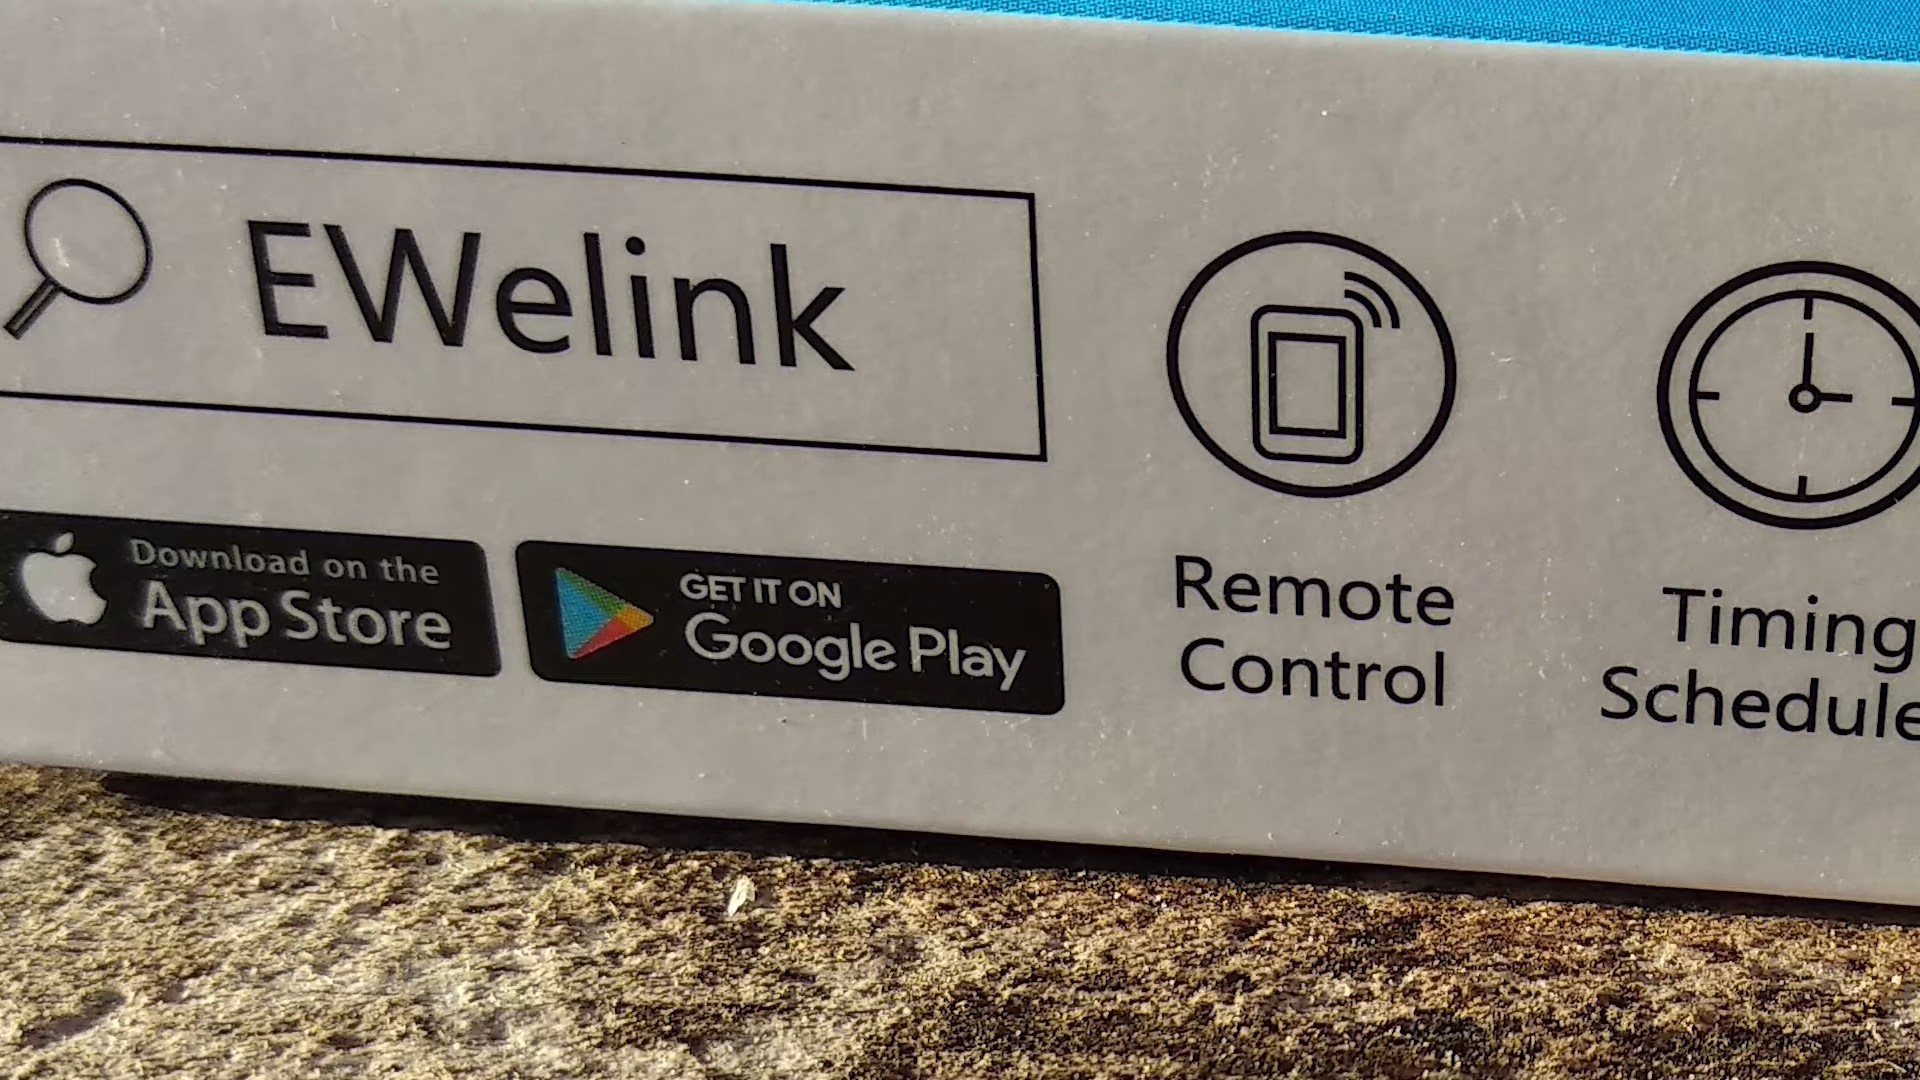 EWelink
Download on the
App Store
GET IT ON
Google Play
Remote
Control
Timing
Schedule